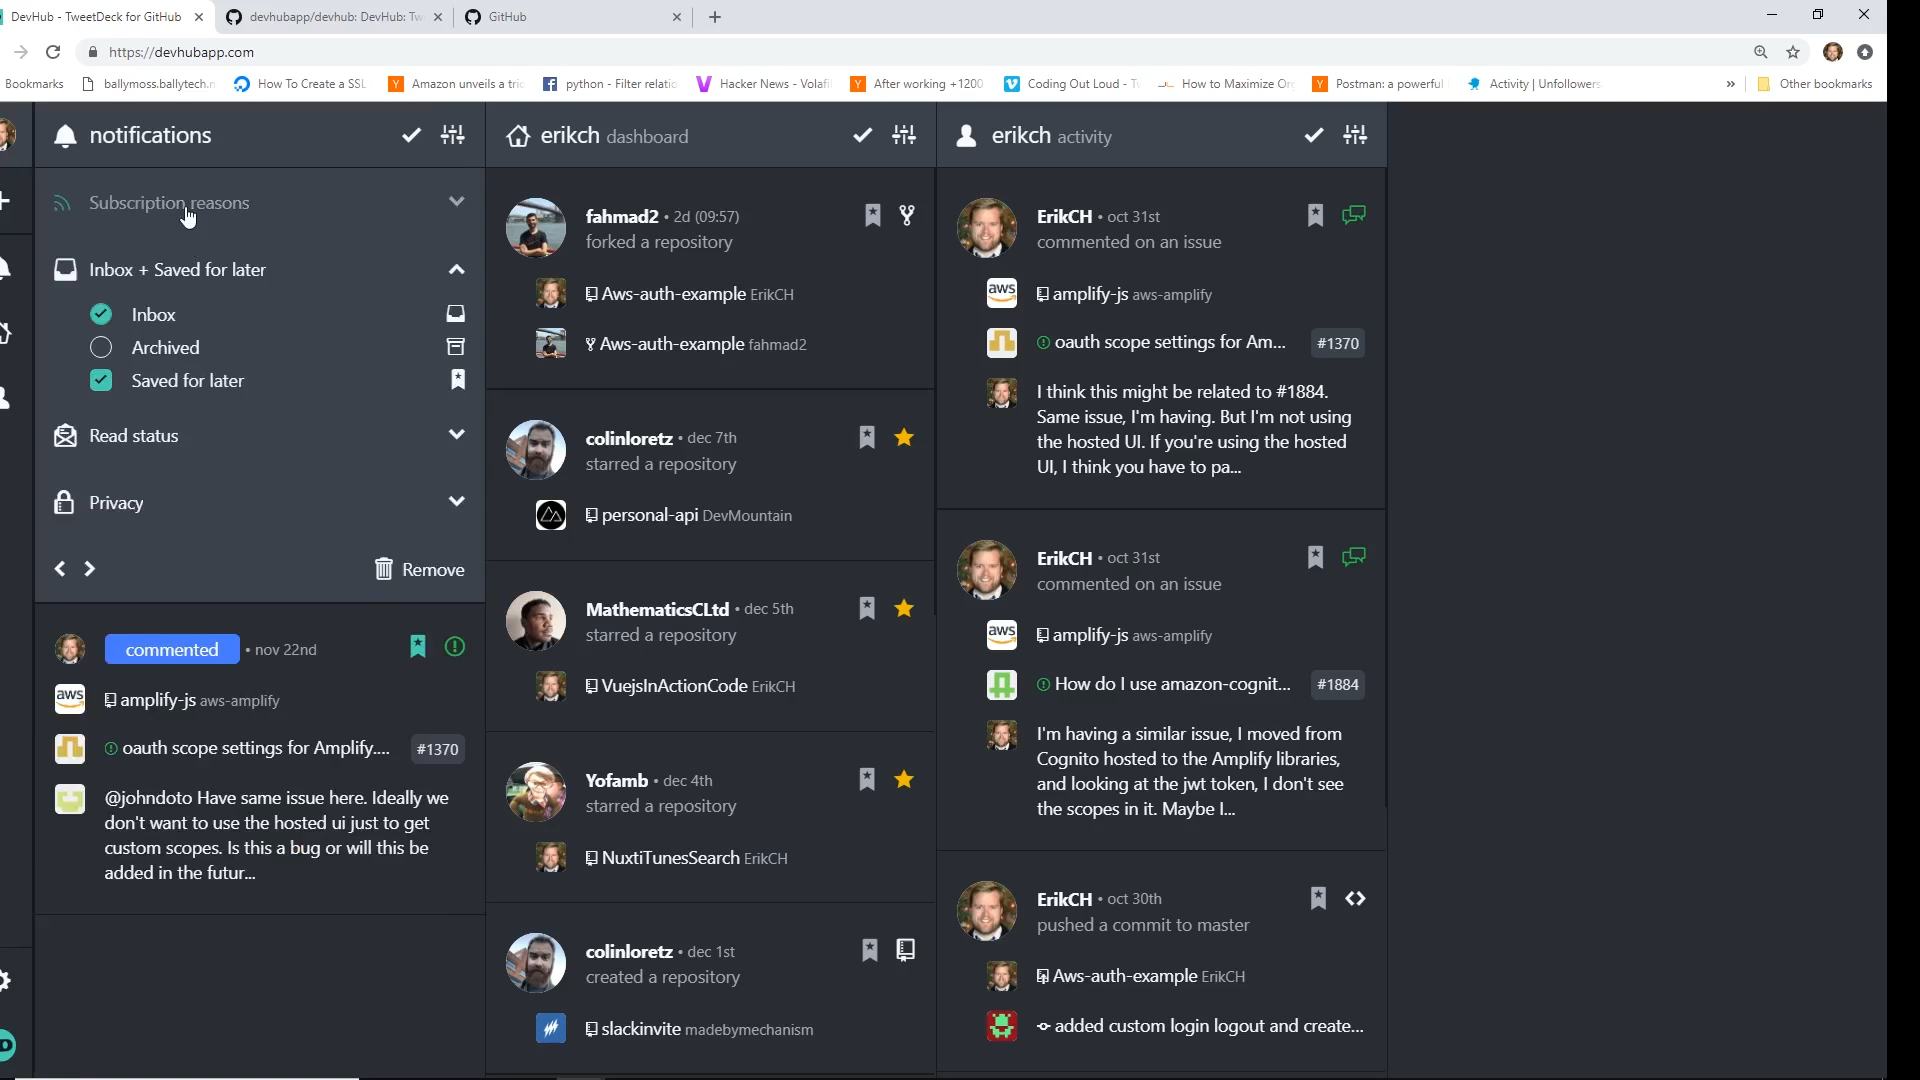 DevHub - TweetDeck for GitHub
devhubapp/devhub: DevHub: Tw
GitHub
https://devhubapp.com
Bookmarks
ballymoss.ballytech.n
How To Create a SSL
Amazon unveils a tri
python - Filter relatio
Hacker News - Volafi
After working +1200
Coding Out Loud - T
How to Maximize Or
Postman: a powerful
Activity | Unfollowers
Other bookmarks
notifications
Subscription reasons
Inbox + Saved for later
Inbox
Archived
Saved for later
Read status
Privacy
Remove
commented • nov 22nd
amplify-js aws-amplify
oauth scope settings for Amplify.... #1370
@johndoto Have same issue here. Ideally we
don't want to use the hosted ui just to get
custom scopes. Is this a bug or will this be
added in the futur...
erikch dashboard
fahmad2 • 2d (09:57)
forked a repository
Aws-auth-example ErikCH
Aws-auth-example fahmad2
colinloretz • dec 7th
starred a repository
personal-api DevMountain
MathematicsCLtd • dec 5th
starred a repository
VuejsInActionCode ErikCH
Yofamb • dec 4th
starred a repository
NuxtiTunesSearch ErikCH
colinloretz • dec 1st
created a repository
slackinvite madebymechanism
erikch activity
ErikCH • oct 31st
commented on an issue
aws
amplify-js aws-amplify
oauth scope settings for Am... #1370
I think this might be related to #1884.
Same issue, I'm having. But I'm not using
the hosted UI. If you're using the hosted
UI, I think you have to pa...
ErikCH • oct 31st
commented on an issue
aws
amplify-js aws-amplify
How do I use amazon-cognit... #1884
I'm having a similar issue, I moved from
Cognito hosted to the Amplify libraries,
and looking at the jwt token, I don't see
the scopes in it. Maybe I...
ErikCH • oct 30th
pushed a commit to master
Aws-auth-example ErikCH
added custom login logout and create...